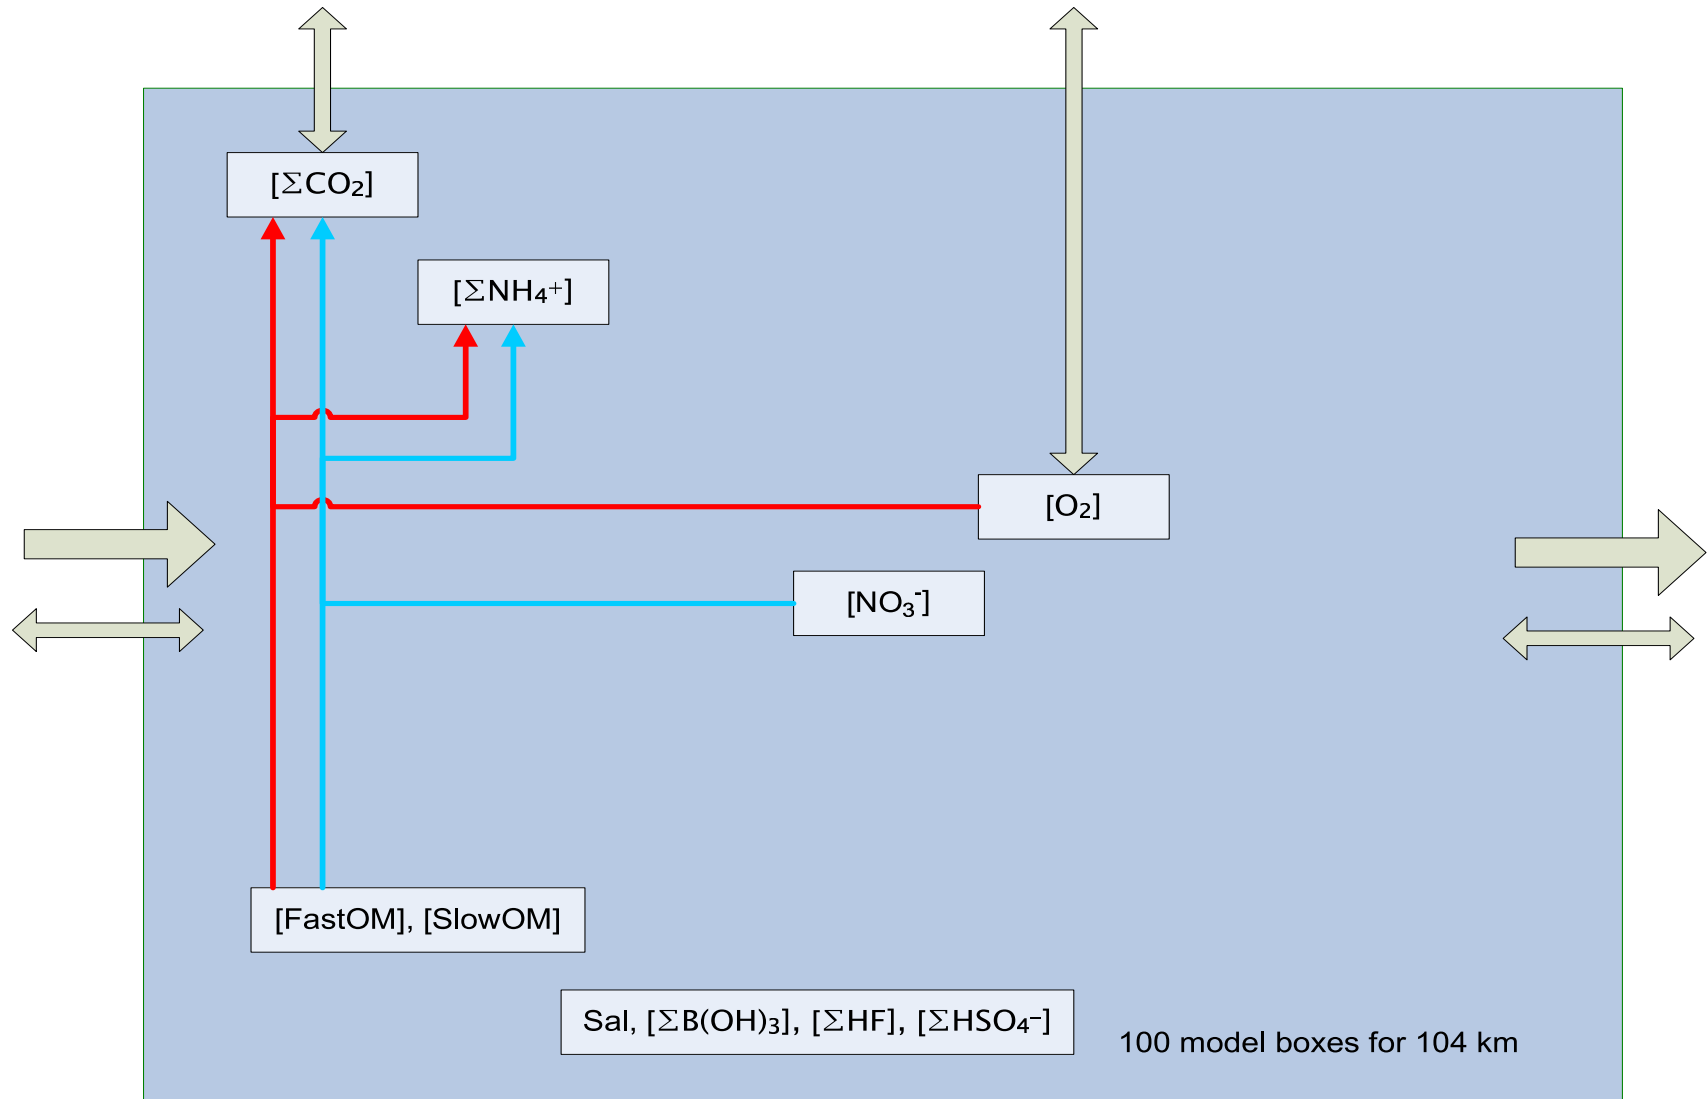 [ΣCO₂]
[ΣNH₄⁺]
[O₂]
[NO₃⁻]
[FastOM], [SlowOM]
Sal, [ΣB(OH)₃], [ΣHF], [ΣHSO₄⁻]
100 model boxes for 104 km